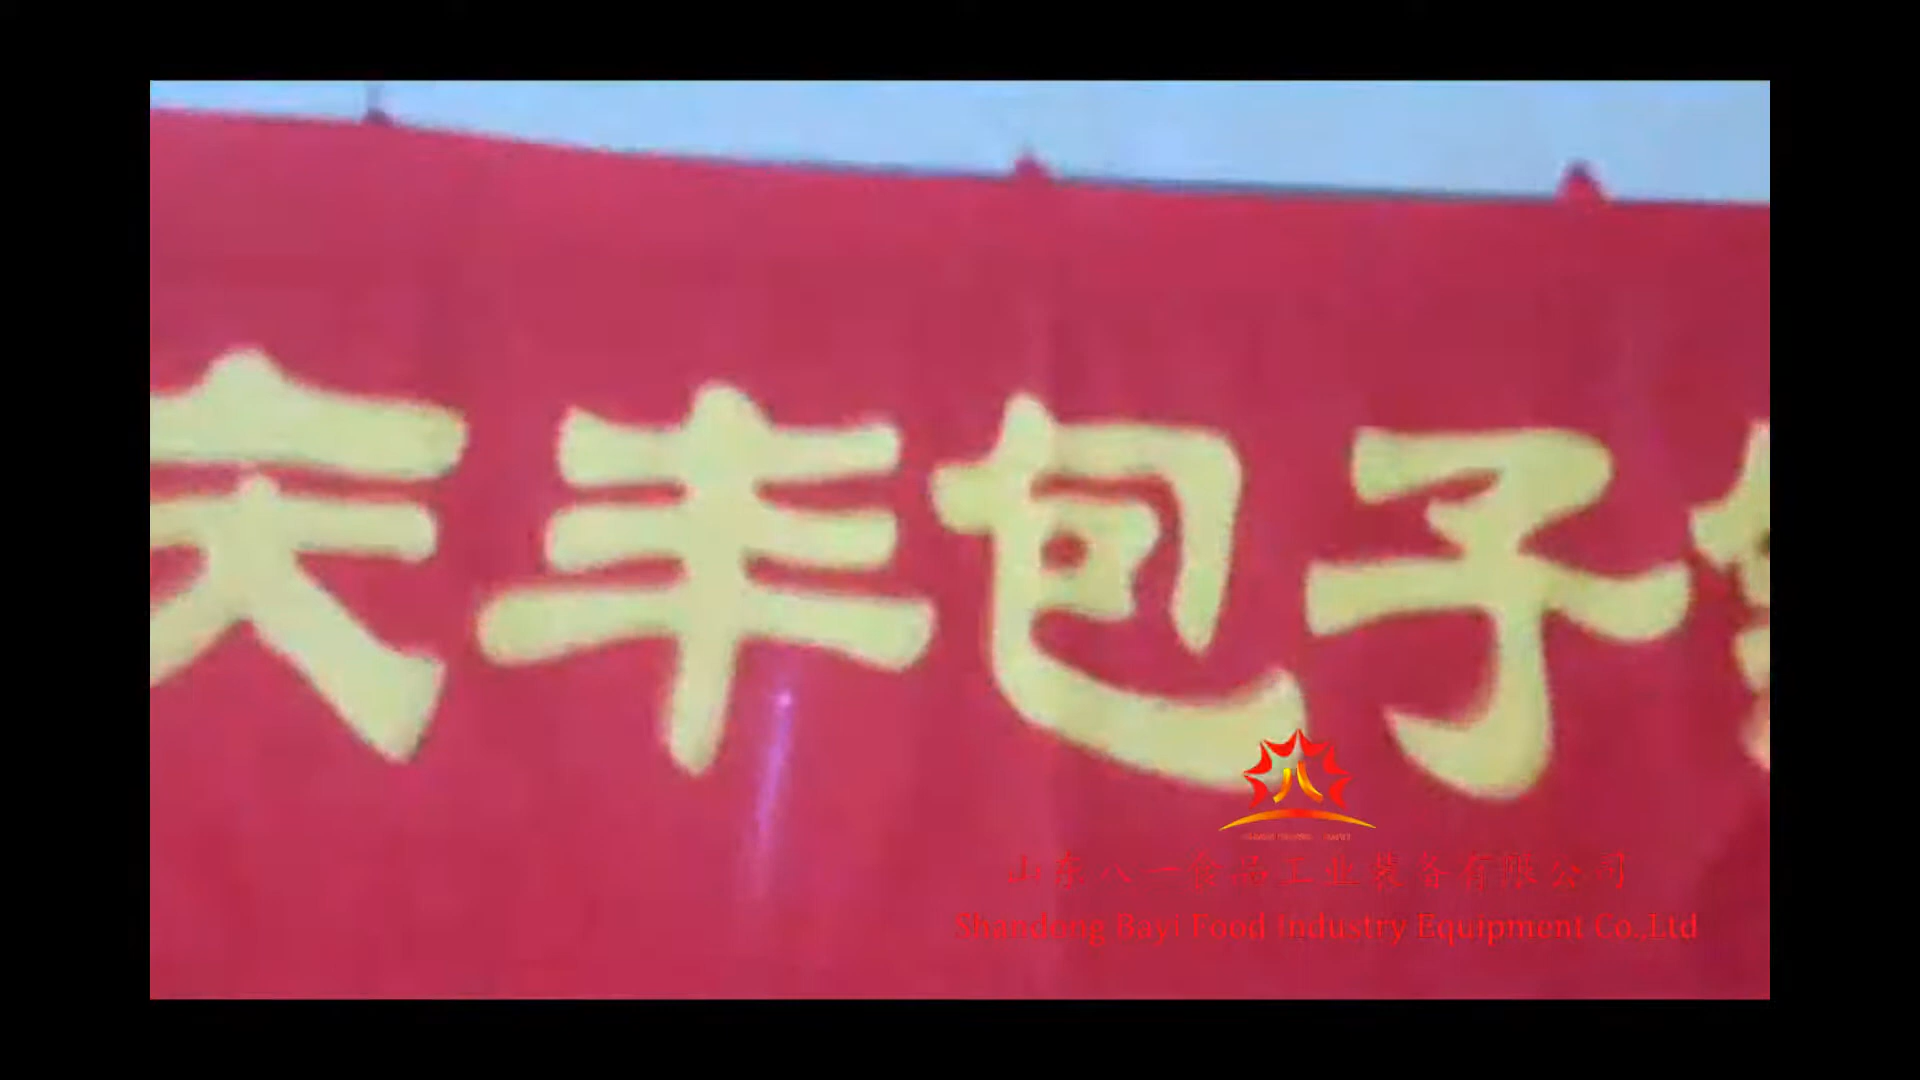 庆丰包子
八
山东八一食品工业装备有限公司
Shandong Bayi Food Industry Equipment Co.,Ltd